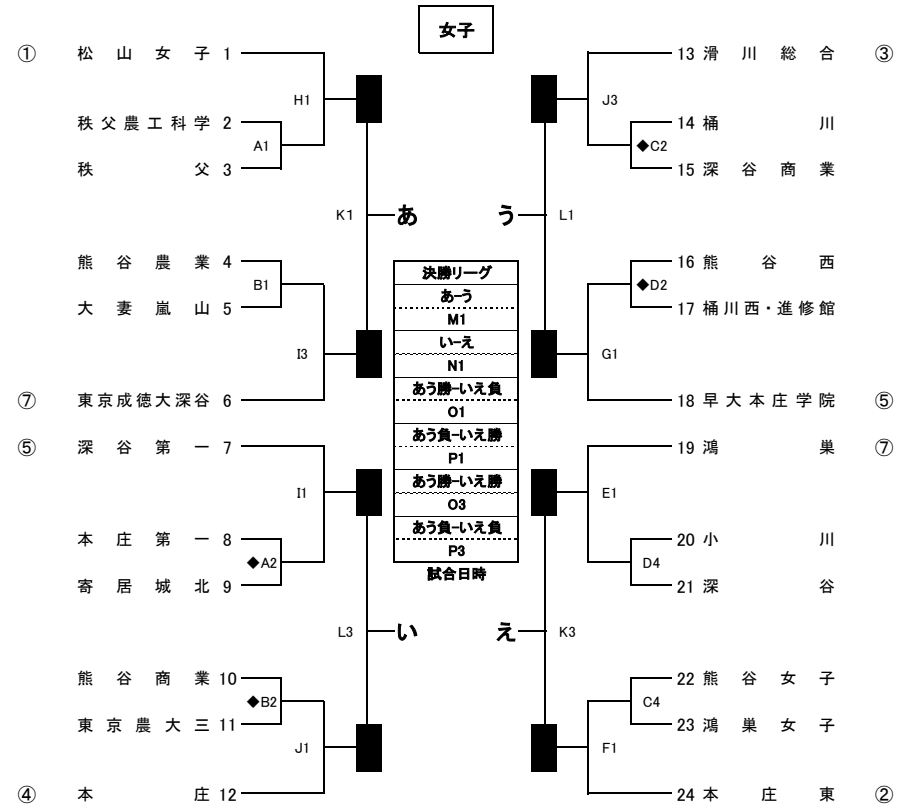 女子
① 松山女子 1
H1
秩父農工科学 2
A1
秩父 3
K1
あ
熊谷農業 4
B1
大妻嵐山 5
I3
⑦ 東京成徳大深谷 6
⑤ 深谷第一 7
I1
本庄第一 8
◆A2
寄居城北 9
L3
い
熊谷商業 10
◆B2
東京農大三 11
J1
④ 本庄 12
決勝リーグ
あ-う
M1
い-え
N1
あう勝-いえ負
O1
あう負-いえ勝
P1
あう勝-いえ勝
O3
あう負-いえ負
P3
試合日時
13 滑川総合 ③
J3
14 桶川
◆C2
15 深谷商業
う
L1
16 熊谷西
◆D2
17 桶川西・進修館
G1
18 早大本庄学院 ⑤
19 鴻巣 ⑦
E1
20 小川
D4
21 深谷
え
K3
22 熊谷女子
C4
23 鴻巣女子
F1
24 本庄東 ②